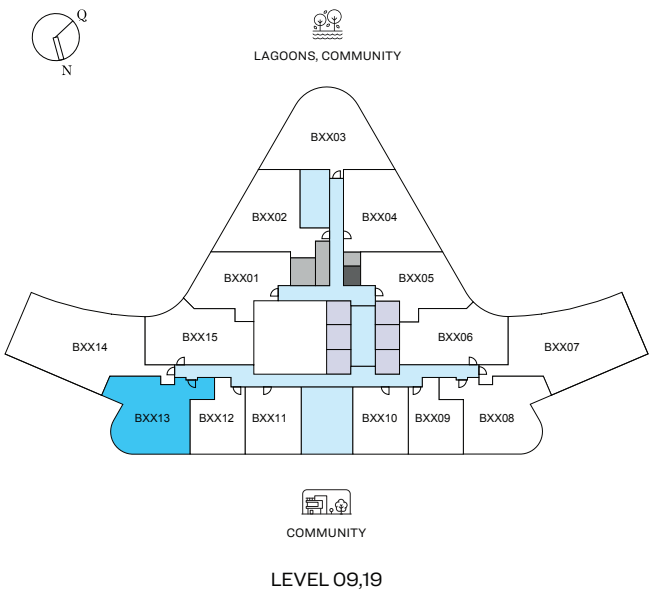 Q
N
LAGOONS, COMMUNITY
BXX03
BXX02
BXX04
BXX01
BXX05
BXX14
BXX15
BXX06
BXX07
BXX13
BXX12
BXX11
BXX10
BXX09
BXX08
COMMUNITY
LEVEL 09,19